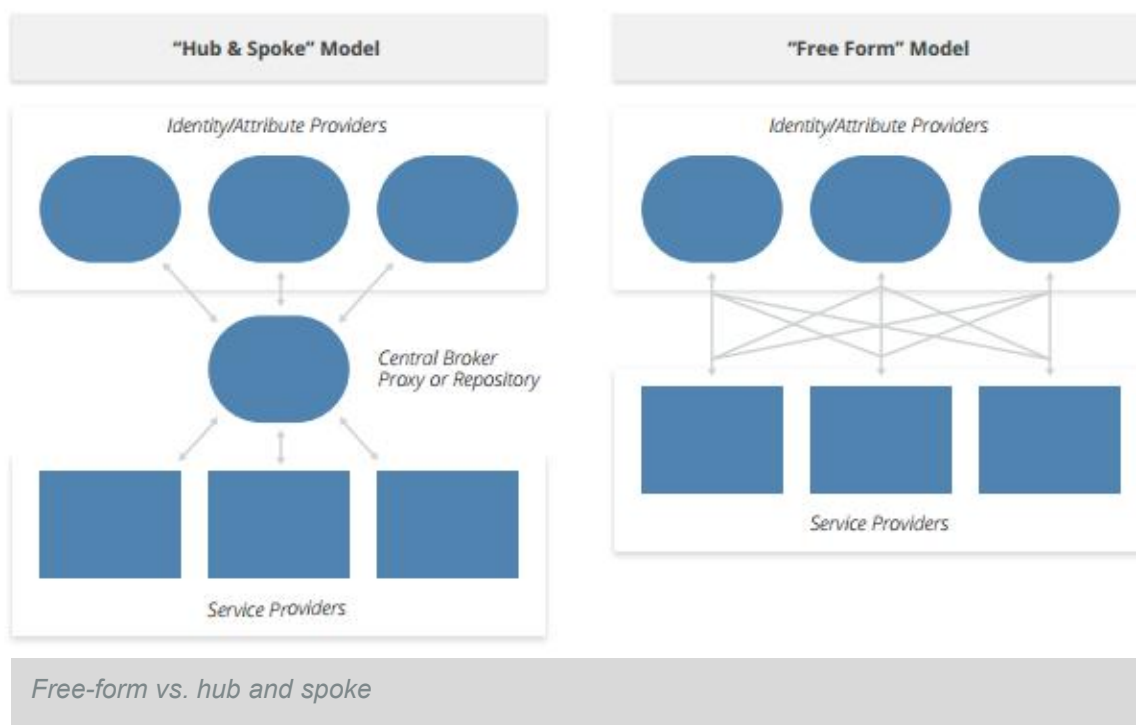 “Hub & Spoke” Model
Identity/Attribute Providers
Central Broker
Proxy or Repository
Service Providers
“Free Form” Model
Identity/Attribute Providers
Service Providers
Free-form vs. hub and spoke